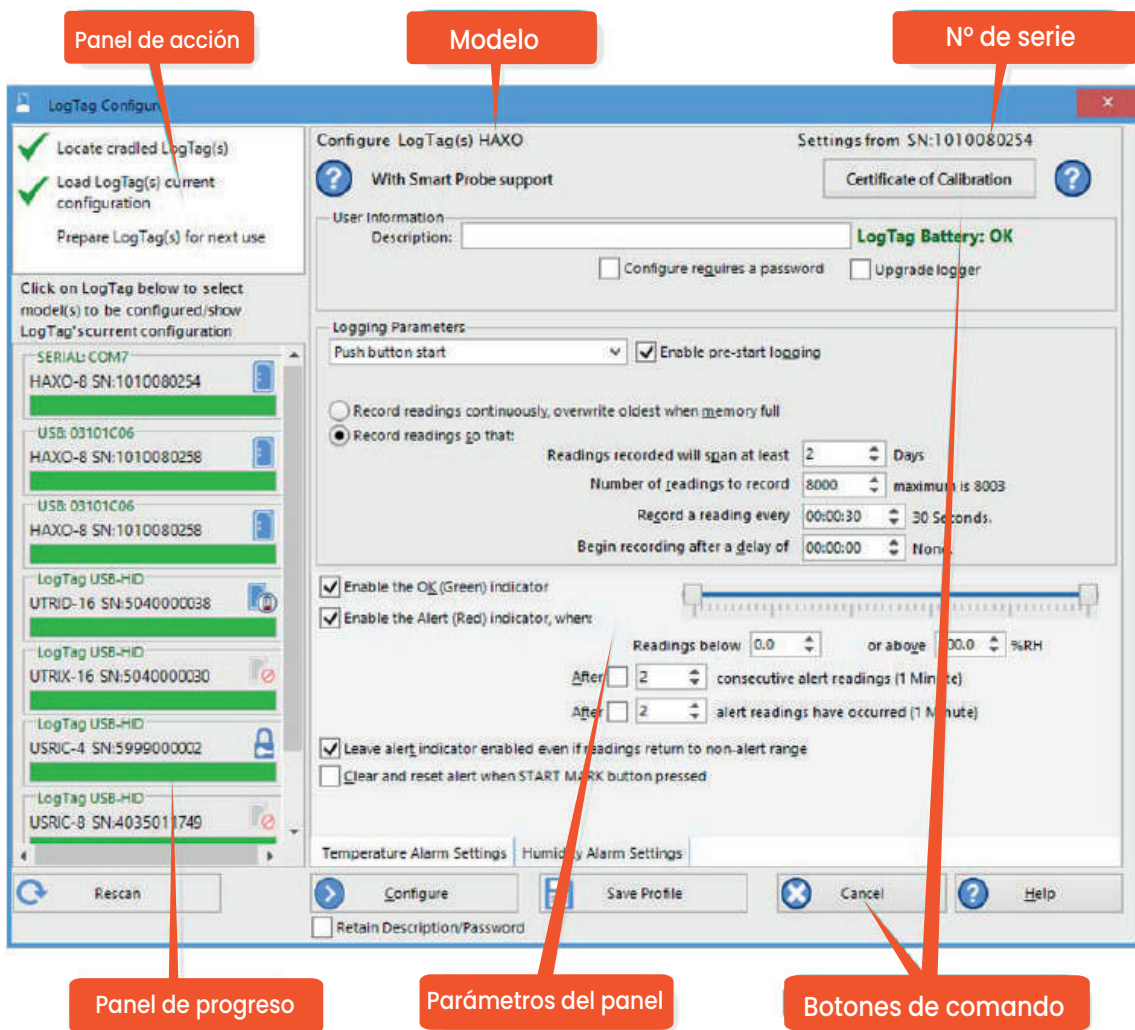 Panel de acción
Modelo
Nº de serie
LogTag Configur
Locate cradled LogTag(s)
Load LogTag(s) current
configuration
Prepare LogTag(s) for next use
Click on LogTag below to select
model(s) to be configured/show
LogTag's current configuration
SERIAL: COM7
HAXO-8 SN:1010080254
USB: 03101C06
HAXO-8 SN:1010080258
USB: 03101C06
HAXO-8 SN:1010080258
LogTag USB-HID
UTRID-16 SN:5040000038
LogTag USB-HID
UTRIX-16 SN:5040000030
LogTag USB-HID
USRIC-4 SN:5999000002
LogTag USB-HID
USRIC-8 SN:4035011749
Rescan
Configure LogTag(s) HAXO
Settings from SN:1010080254
With Smart Probe support
Certificate of Calibration
User Information
Description:
LogTag Battery: OK
Configure requires a password
Upgrade logger
Logging Parameters
Push button start
Enable pre-start logging
Record readings continuously, overwrite oldest when memory full
Record readings so that:
Readings recorded will span at least 2 Days
Number of readings to record 8000 maximum is 8003
Record a reading every 00:00:30 30 Seconds.
Begin recording after a delay of 00:00:00 None.
Enable the OK (Green) indicator
Enable the Alert (Red) indicator, when:
Readings below 0.0 or above 00.0 %RH
After 2 consecutive alert readings (1 Minute)
After 2 alert readings have occurred (1 Minute)
Leave alert indicator enabled even if readings return to non-alert range
Clear and reset alert when START MARK button pressed
Temperature Alarm Settings
Humidity Alarm Settings
Configure
Save Profile
Cancel
Help
Retain Description/Password
Panel de progreso
Parámetros del panel
Botones de comando